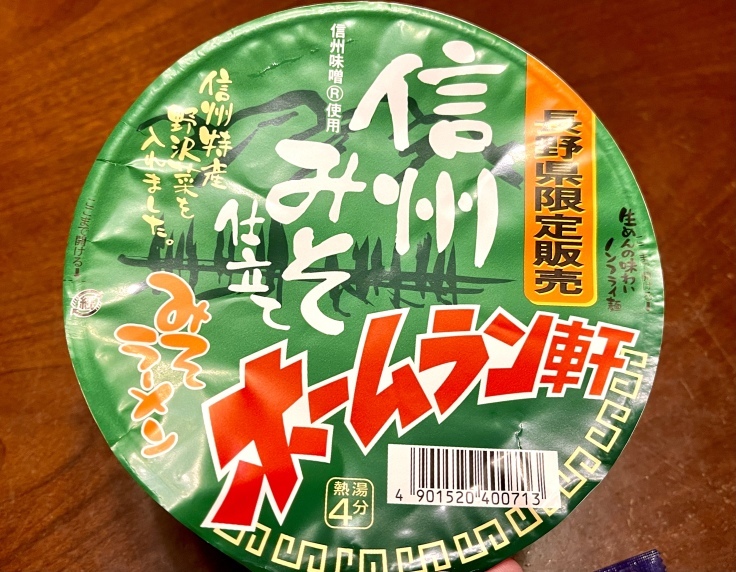 長野県限定販売
信州味噌Ⓡ使用
信州
みそ
仕立て
信州特産
野沢菜を
入れました。
みそ
ラーメン
生めんの味わい
ノンフライ麺
ホームラン軒
熱湯
4分
4 901520 400713